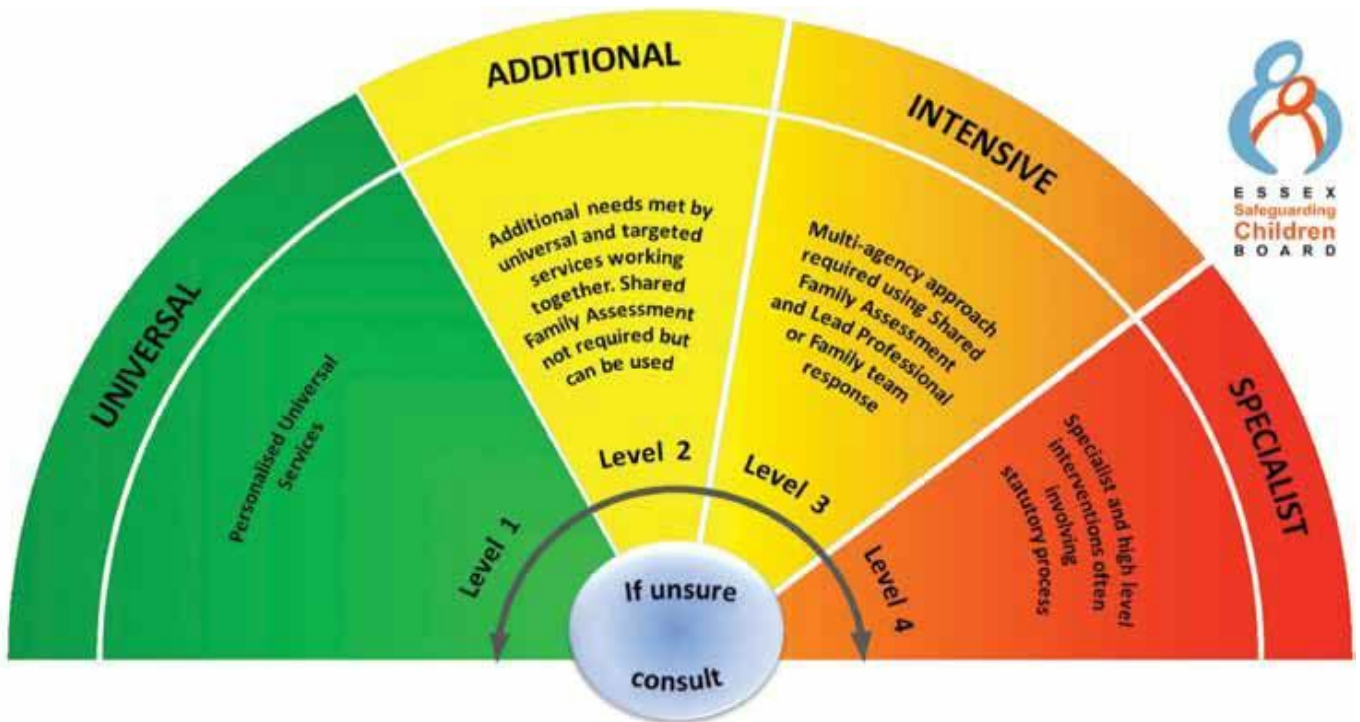 UNIVERSAL
Personalised Universal
Services
Level 1
ADDITIONAL
Additional needs met by
universal and targeted
services working
together. Shared
Family Assessment
not required but
can be used
Level 2
INTENSIVE
Multi-agency approach
required using Shared
Family Assessment
and Lead Professional
or Family team
response
Level 3
SPECIALIST
Specialist and high level
interventions often
involving
statutory process
Level 4
If unsure
consult
ESSEX
Safeguarding
Children
BOARD